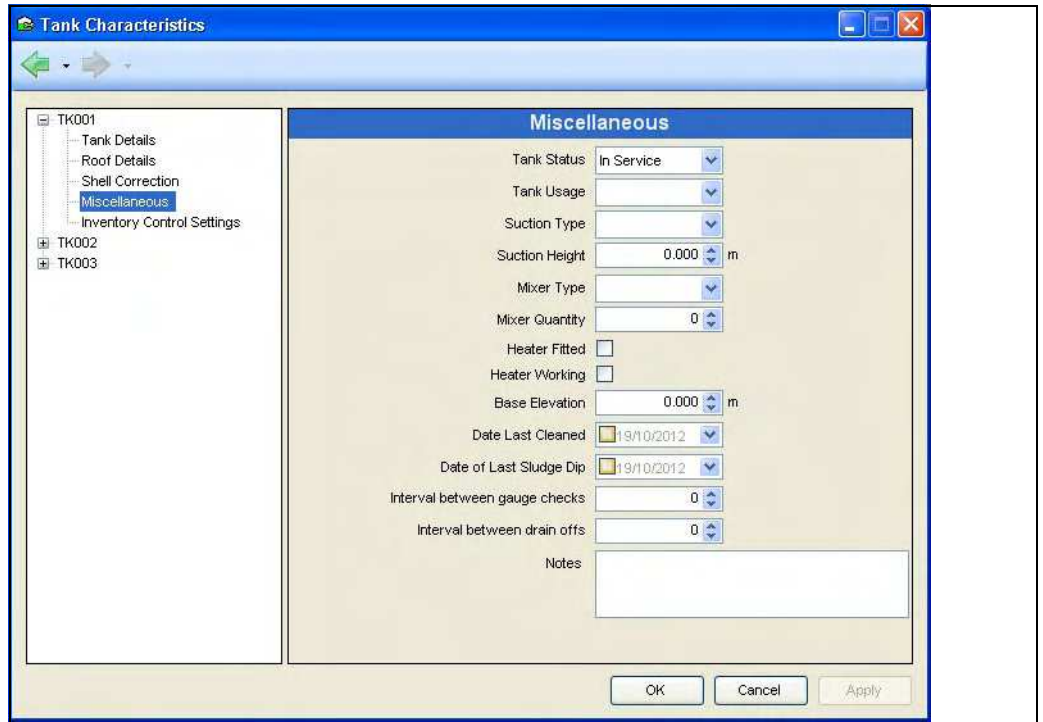 Tank Characteristics
TK001
Tank Details
Roof Details
Shell Correction
Miscellaneous
Inventory Control Settings
TK002
TK003
Miscellaneous
Tank Status In Service
Tank Usage
Suction Type
Suction Height 0.000 m
Mixer Type
Mixer Quantity 0
Heater Fitted
Heater Working
Base Elevation 0.000 m
Date Last Cleaned 19/10/2012
Date of Last Sludge Dip 19/10/2012
Interval between gauge checks 0
Interval between drain offs 0
Notes
OK Cancel Apply